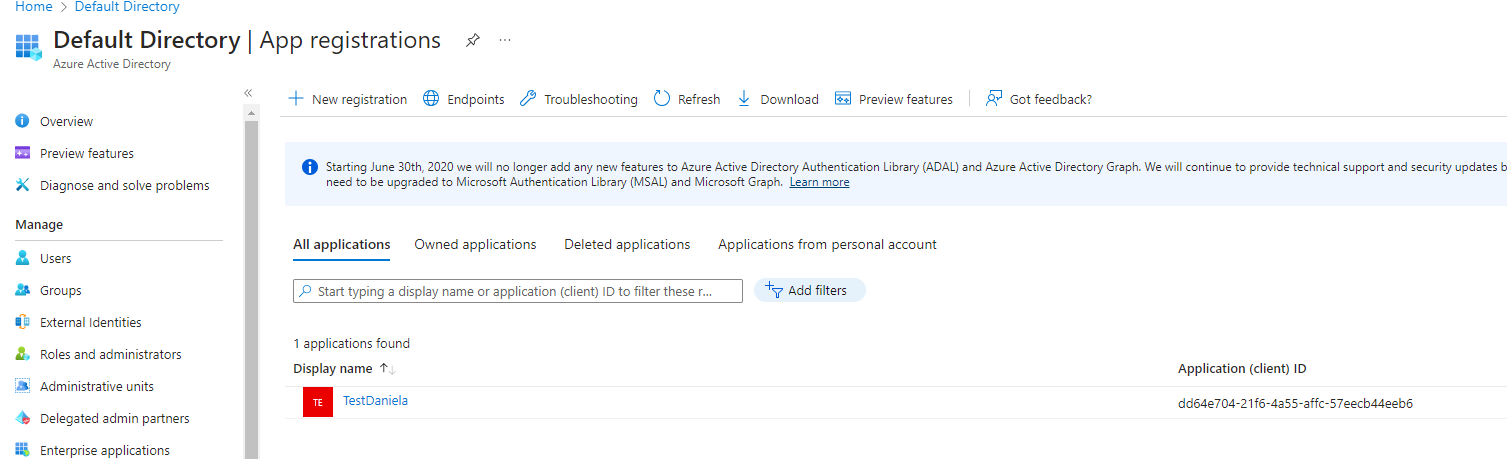 Home > Default Directory
Default Directory | App registrations
Azure Active Directory
New registration Endpoints Troubleshooting Refresh Download Preview features Got feedback?
Overview
Preview features
Diagnose and solve problems
Manage
Users
Groups
External Identities
Roles and administrators
Administrative units
Delegated admin partners
Enterprise applications
Starting June 30th, 2020 we will no longer add any new features to Azure Active Directory Authentication Library (ADAL) and Azure Active Directory Graph. We will continue to provide technical support and security updates b
need to be upgraded to Microsoft Authentication Library (MSAL) and Microsoft Graph. Learn more
All applications Owned applications Deleted applications Applications from personal account
Start typing a display name or application (client) ID to filter these r... Add filters
1 applications found
Display name Application (client) ID
TE TestDaniela dd64e704-21f6-4a55-affc-57eecb44eeb6